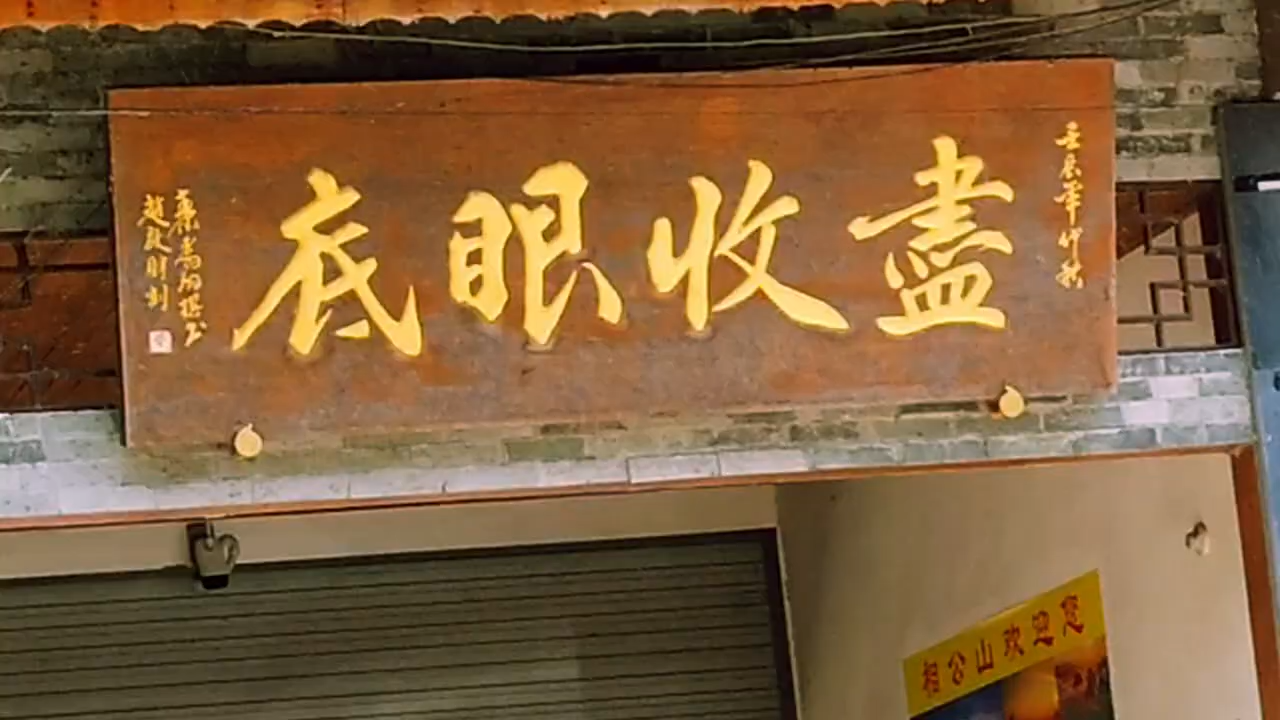 壬辰年仲秋
盡收眼底
相公山欢迎您